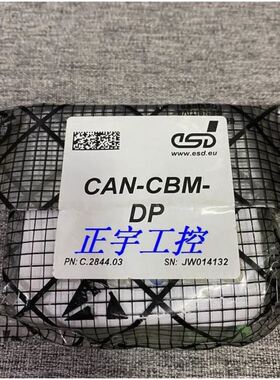 esd
www.esd.eu
CAN-CBM-
DP
正宇工控
PN: C.2844.03 SN: JW014132